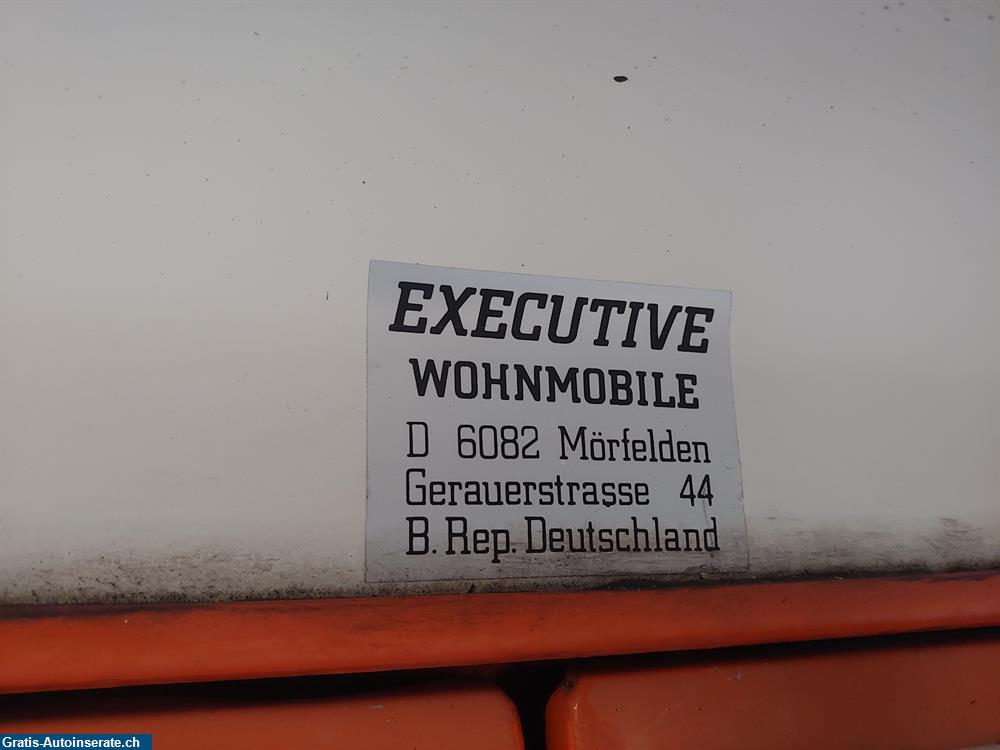 EXECUTIVE
WOHNMOBILE
D 6082 Mörfelden
Gerauerstrasse 44
B. Rep. Deutschland
Gratis-Autoinserate.ch